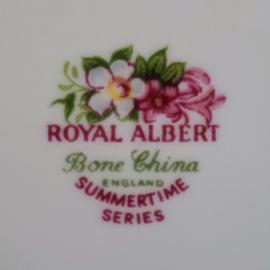 ROYAL ALBERT
Bone China
ENGLAND
SUMMERTIME
SERIES